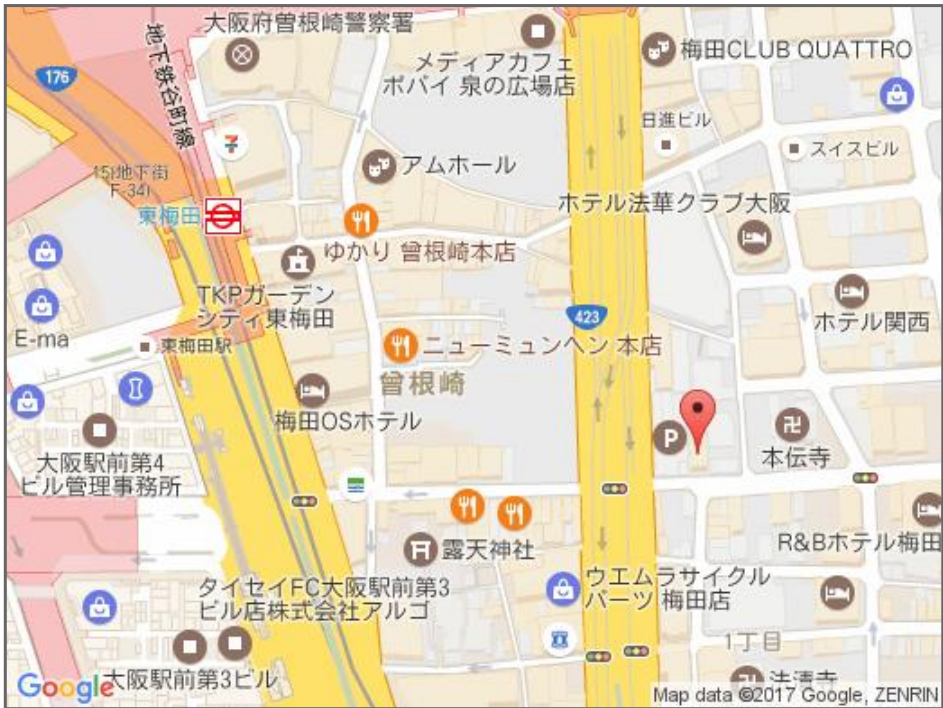 大阪府曽根崎警察署
地下鉄谷町線
176
メディアカフェ
ポパイ 泉の広場店
梅田CLUB QUATTRO
日進ビル
スイスビル
アムホール
15(地下街
F-34)
東梅田
ホテル法華クラブ大阪
ゆかり 曾根崎本店
TKPガーデン
シティ東梅田
E-ma
東梅田駅
423
ホテル関西
ニューミュンヘン 本店
曾根崎
梅田OSホテル
P
本伝寺
大阪駅前第4
ビル管理事務所
露天神社
R&Bホテル梅田
タイセイFC大阪駅前第3
ビル店株式会社アルゴ
ウエムラサイクル
パーツ 梅田店
1丁目
大阪駅前第3ビル
法清寺
Google
Map data ©2017 Google, ZENRIN